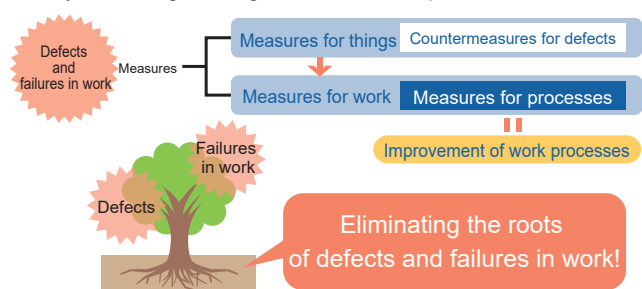 Defects
and
failures in work
Measures
Measures for things
Countermeasures for defects
Measures for work
Measures for processes
Improvement of work processes
Failures
in work
Defects
Eliminating the roots
of defects and failures in work!